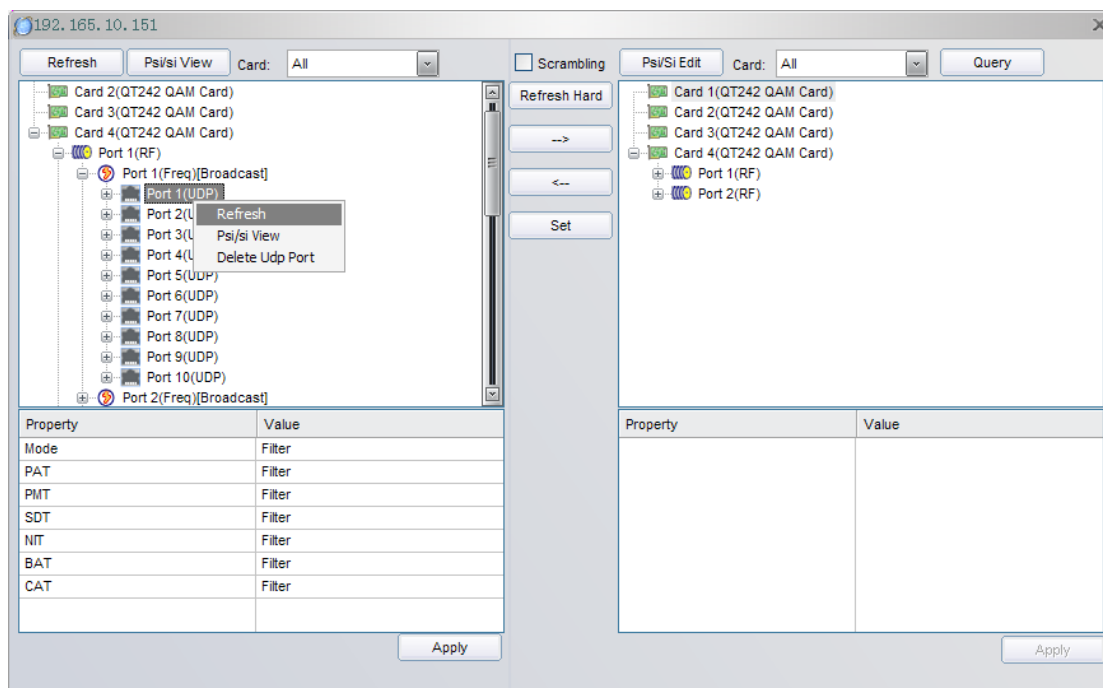 192.165.10.151
Refresh Psi/si View Card: All Scrambling Psi/Si Edit Card: All Query
Card 2(QT242 QAM Card)
Card 3(QT242 QAM Card)
Card 4(QT242 QAM Card)
Port 1(RF)
Port 1(Freq)[Broadcast]
Port 1(UDP)
Port 2(U
Port 3(U
Port 4(U
Port 5(UDP)
Port 6(UDP)
Port 7(UDP)
Port 8(UDP)
Port 9(UDP)
Port 10(UDP)
Port 2(Freq)[Broadcast]
Refresh
Psi/si View
Delete Udp Port
Property Value
Mode Filter
PAT Filter
PMT Filter
SDT Filter
NIT Filter
BAT Filter
CAT Filter
Apply
Refresh Hard
-->
<--
Set
Card 1(QT242 QAM Card)
Card 2(QT242 QAM Card)
Card 3(QT242 QAM Card)
Card 4(QT242 QAM Card)
Port 1(RF)
Port 2(RF)
Property Value
Apply